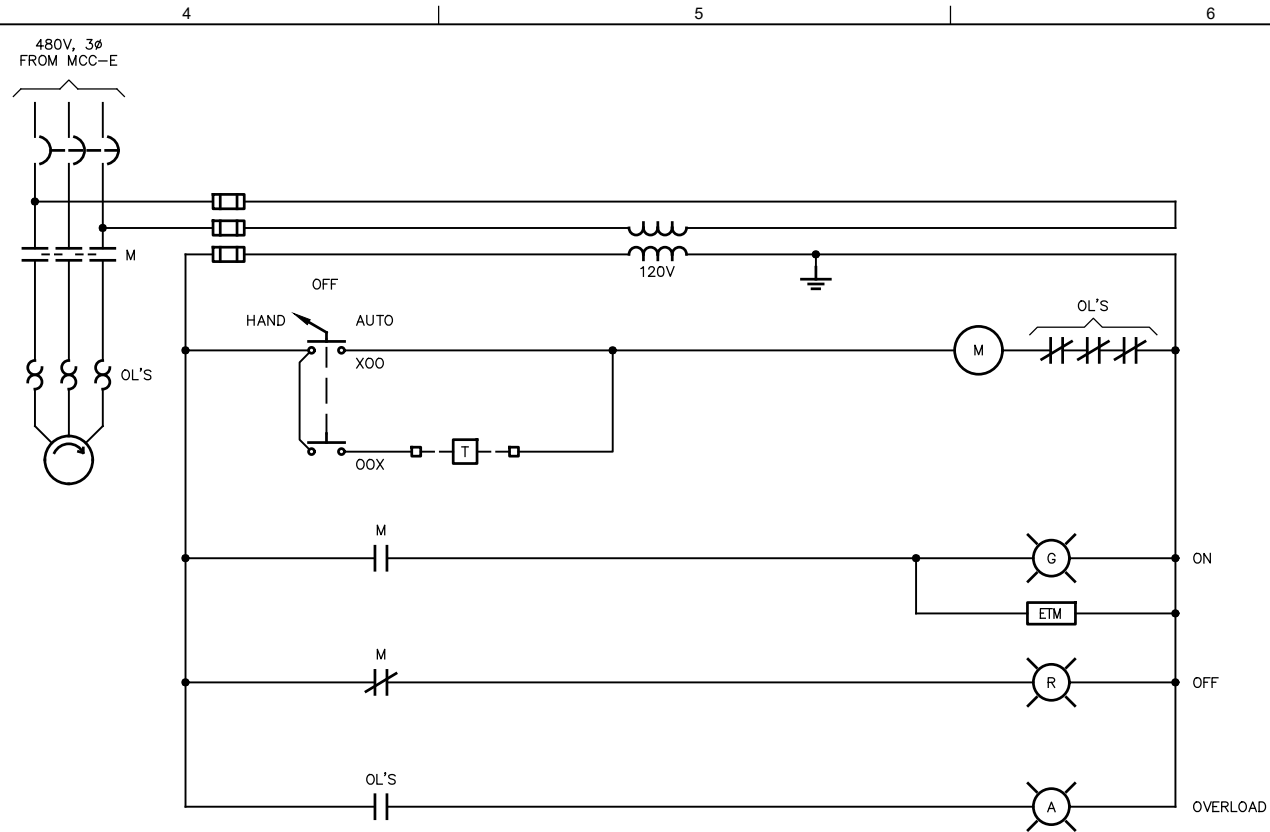 4
5
6
480V, 3ø
FROM MCC-E
M
120V
OFF
HAND
AUTO
OL'S
XOO
M
OL'S
T
OOX
M
G
ON
ETM
M
R
OFF
OL'S
A
OVERLOAD